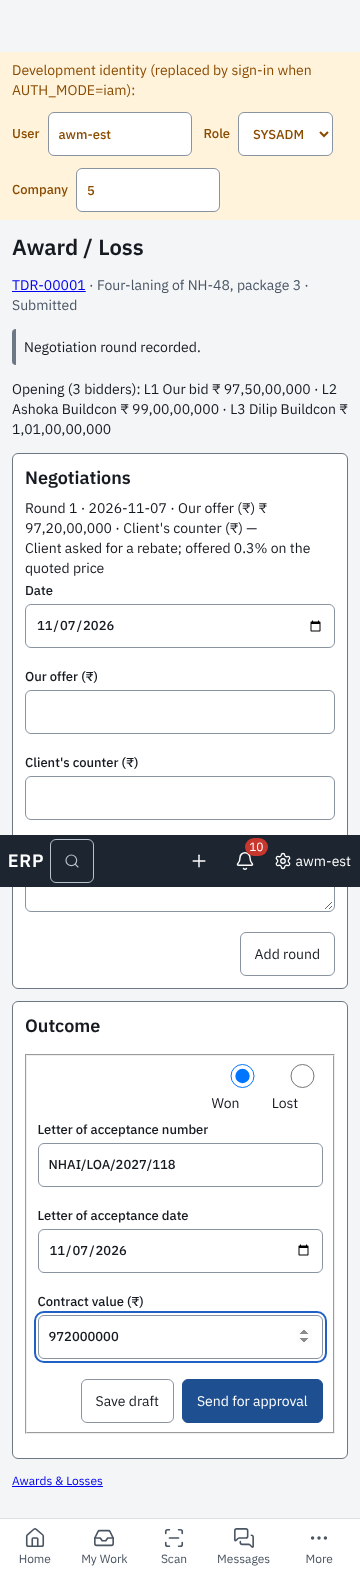 Development identity (replaced by sign-in when
AUTH_MODE=iam):
User awm-est Role SYSADM
Company 5
Award / Loss
TDR-00001 · Four-laning of NH-48, package 3 ·
Submitted
Negotiation round recorded.
Opening (3 bidders): L1 Our bid ₹ 97,50,00,000 · L2
Ashoka Buildcon ₹ 99,00,00,000 · L3 Dilip Buildcon ₹
1,01,00,00,000
Negotiations
Round 1 · 2026-11-07 · Our offer (₹) ₹
97,20,00,000 · Client's counter (₹) —
Client asked for a rebate; offered 0.3% on the
quoted price
Date
11/07/2026
Our offer (₹)
Client's counter (₹)
ERP 10 awm-est
Add round
Outcome
Won Lost
Letter of acceptance number
NHAI/LOA/2027/118
Letter of acceptance date
11/07/2026
Contract value (₹)
972000000
Save draft Send for approval
Awards & Losses
Home My Work Scan Messages More